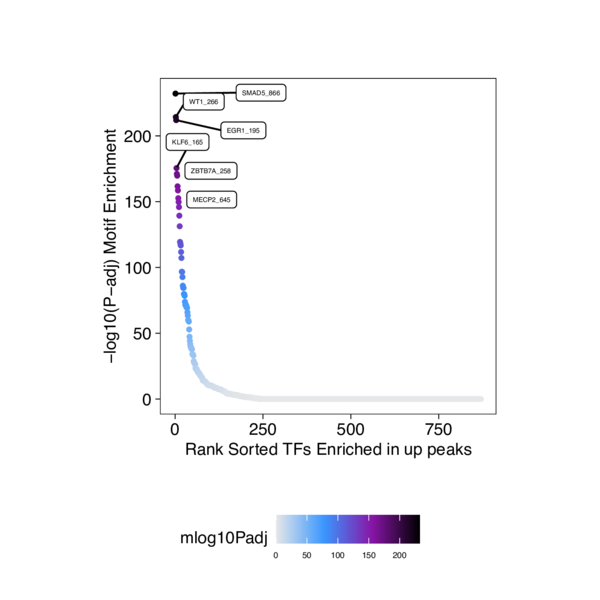 SMAD5_866
WT1_266
EGR1_195
KLF6_165
ZBTB7A_258
MECP2_645
−log10(P−adj) Motif Enrichment
200
150
100
50
0
0 250 500 750
Rank Sorted TFs Enriched in up peaks
mlog10Padj
0 50 100 150 200